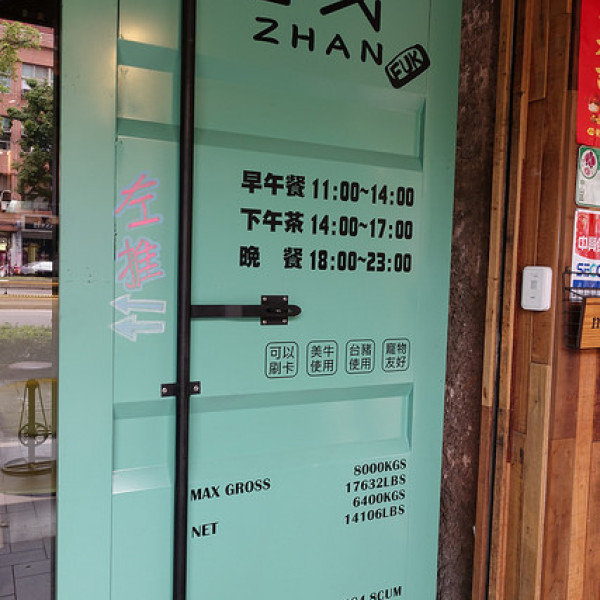 ZHAN
FUK
早午餐 11:00~14:00
下午茶 14:00~17:00
晚 餐 18:00~23:00
左推
可以刷卡
美牛使用
台豬使用
寵物友好
8000KGS
MAX GROSS 17632LBS
6400KGS
NET 14106LBS